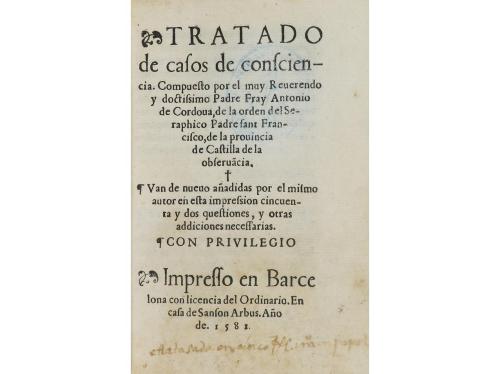 TRATADO
de casos de conscien-
cia. Compuesto por el muy Reuerendo
y doctissimo Padre Fray Antonio
de Cordoua, de la orden del Se-
raphico Padre sant Fran-
cisco, de la prouincia
de Castilla de la
obseruãcia.
†
¶ Van de nueuo añadidas por el mismo
autor en esta impression cincuen-
ta y dos questiones, y otras
addiciones necessarias.
¶ CON PRIVILEGIO
Impresso en Barce
lona con licencia del Ordinario. En
casa de Sanson Arbus. Año
de. 1581.